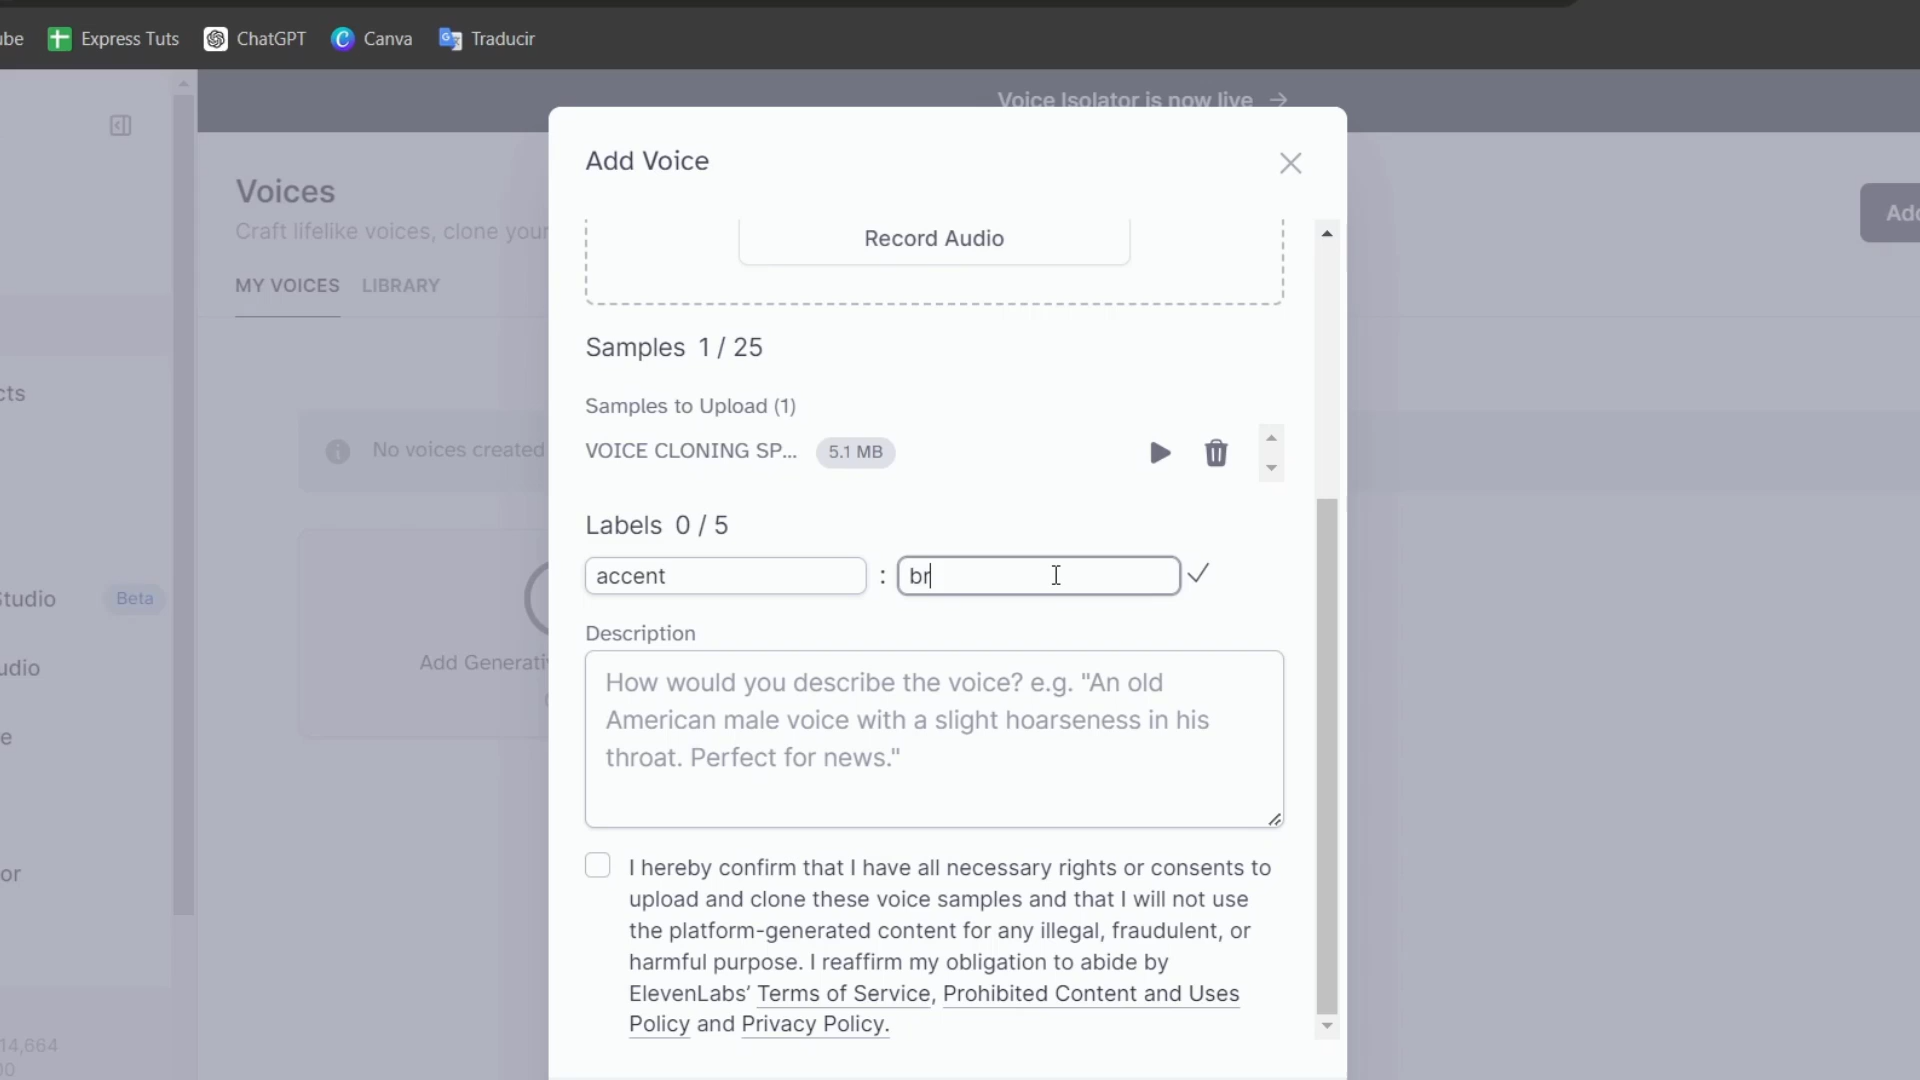 be Express Tuts ChatGPT Canva Traducir
Voice Isolator is now live →
Add Voice
Voices
Add
Craft lifelike voices, clone your
Record Audio
MY VOICES LIBRARY
Samples 1 / 25
cts
Samples to Upload (1)
VOICE CLONING SP... 5.1 MB
No voices created
Labels 0 / 5
accent : br
tudio Beta
Description
Add Generati
udio
How would you describe the voice? e.g. "An old
American male voice with a slight hoarseness in his
throat. Perfect for news."
e
or
I hereby confirm that I have all necessary rights or consents to
upload and clone these voice samples and that I will not use
the platform-generated content for any illegal, fraudulent, or
harmful purpose. I reaffirm my obligation to abide by
ElevenLabs’ Terms of Service, Prohibited Content and Uses
Policy and Privacy Policy.
14,664